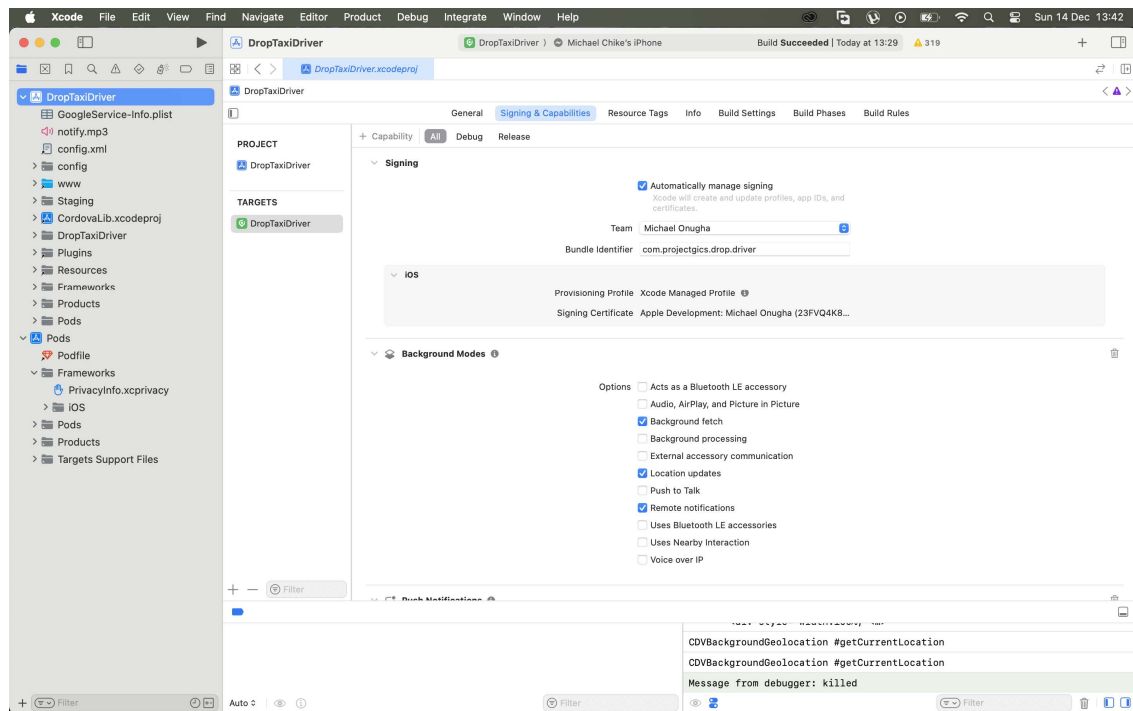 Xcode File Edit View Find Navigate Editor Product Debug Integrate Window Help Sun 14 Dec 13:42
DropTaxiDriver DropTaxiDriver ⟩ Michael Chike's iPhone Build Succeeded | Today at 13:29 319
DropTaxiDriver.xcodeproj
DropTaxiDriver
GoogleService-Info.plist
notify.mp3
config.xml
config
www
Staging
CordovaLib.xcodeproj
DropTaxiDriver
Plugins
Resources
Frameworks
Products
Pods
Pods
Podfile
Frameworks
PrivacyInfo.xcprivacy
iOS
Pods
Products
Targets Support Files
Filter
DropTaxiDriver
General Signing & Capabilities Resource Tags Info Build Settings Build Phases Build Rules
PROJECT
DropTaxiDriver
TARGETS
DropTaxiDriver
Filter
+ Capability All Debug Release
Signing
Automatically manage signing
Xcode will create and update profiles, app IDs, and
certificates.
Team Michael Onugha
Bundle Identifier com.projectgics.drop.driver
iOS
Provisioning Profile Xcode Managed Profile
Signing Certificate Apple Development: Michael Onugha (23FVQ4K8...
Background Modes
Options Acts as a Bluetooth LE accessory
Audio, AirPlay, and Picture in Picture
Background fetch
Background processing
External accessory communication
Location updates
Push to Talk
Remote notifications
Uses Bluetooth LE accessories
Uses Nearby Interaction
Voice over IP
Push Notifications
CDVBackgroundGeolocation #getCurrentLocation
CDVBackgroundGeolocation #getCurrentLocation
Message from debugger: killed
Auto Filter Filter